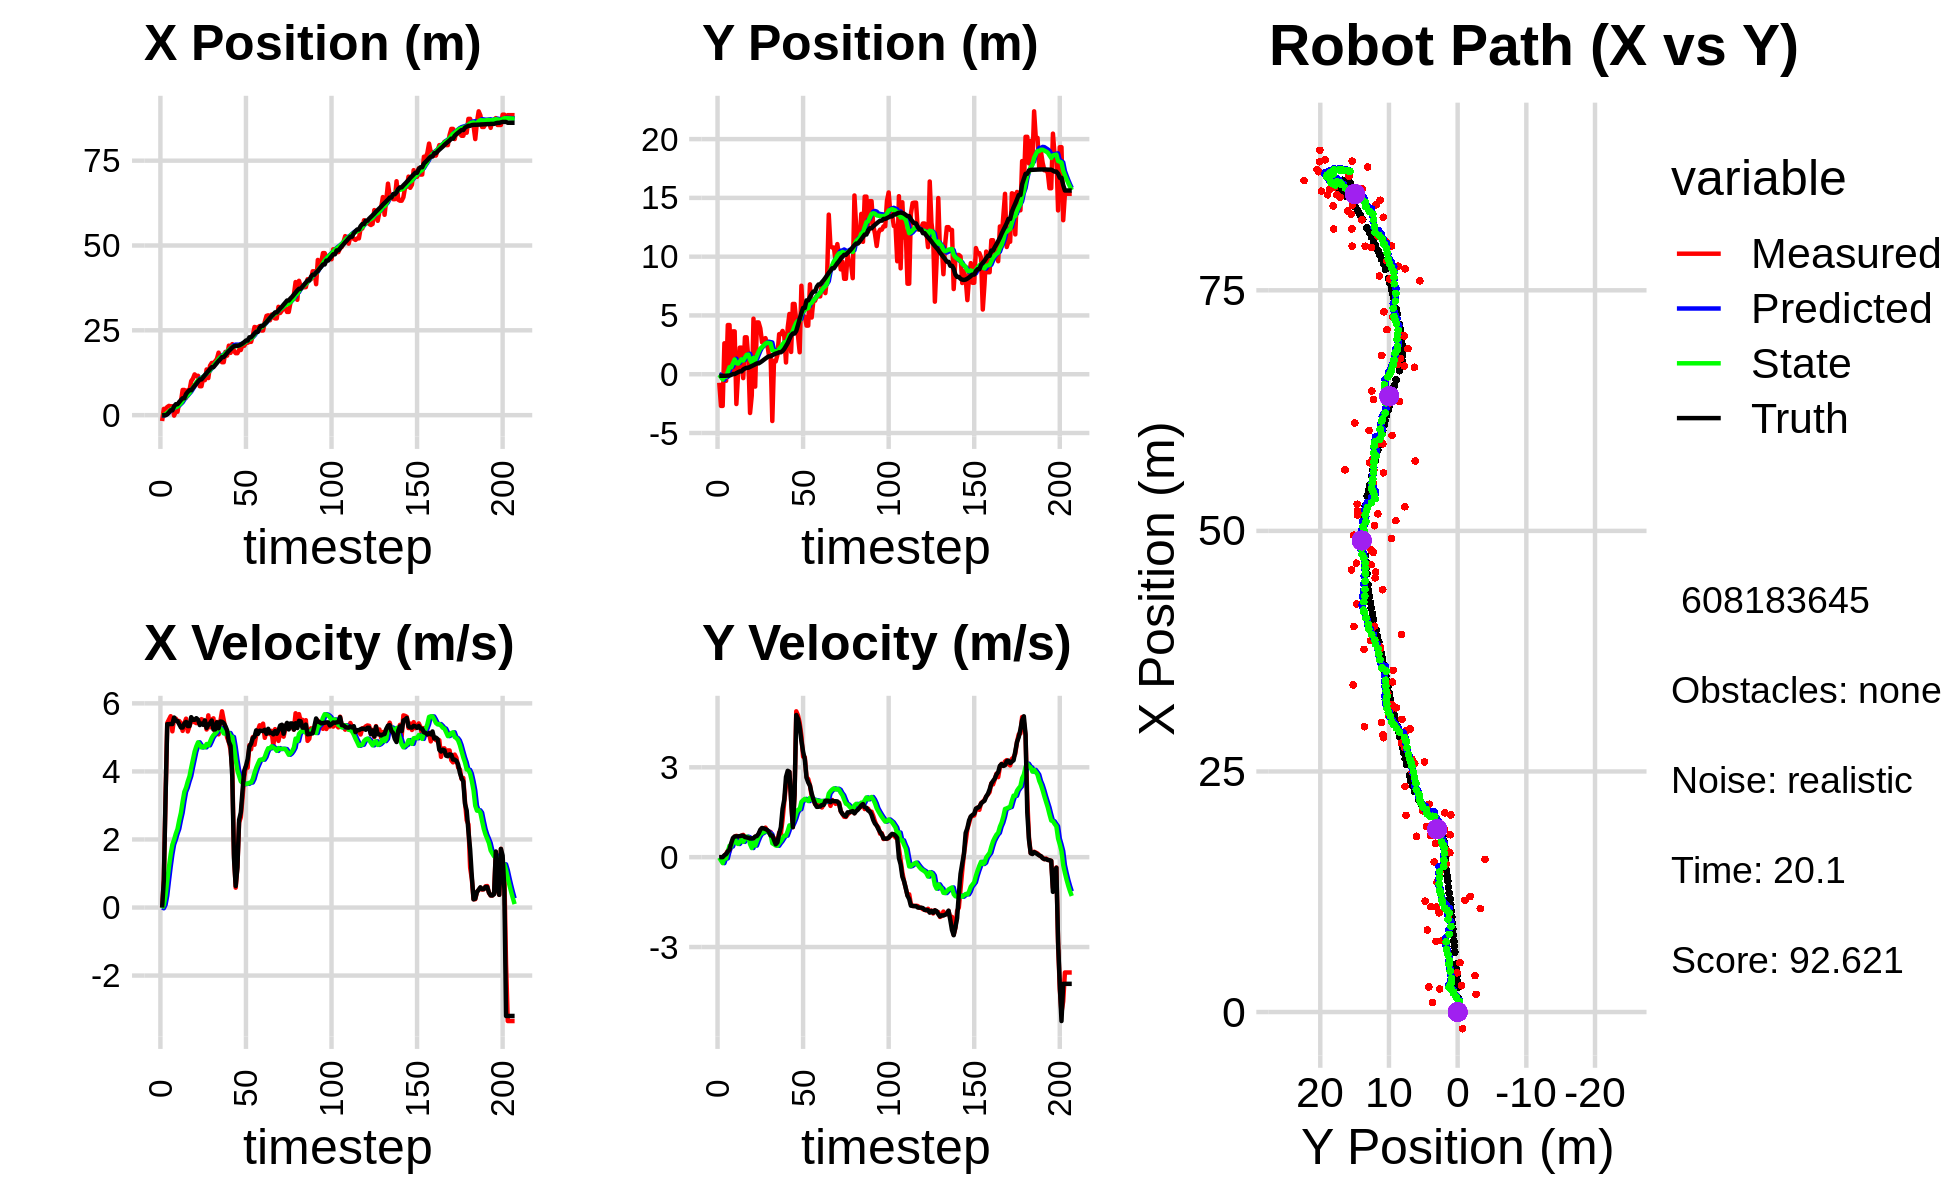 X Position (m)
75
50
25
0
0 50 100 150 200
timestep
Y Position (m)
20
15
10
5
0
-5
0 50 100 150 200
timestep
X Velocity (m/s)
6
4
2
0
-2
0 50 100 150 200
timestep
Y Velocity (m/s)
3
0
-3
0 50 100 150 200
timestep
Robot Path (X vs Y)
X Position (m)
75
50
25
0
20 10 0 -10 -20
Y Position (m)
variable
Measured
Predicted
State
Truth
608183645
Obstacles: none
Noise: realistic
Time: 20.1
Score: 92.621